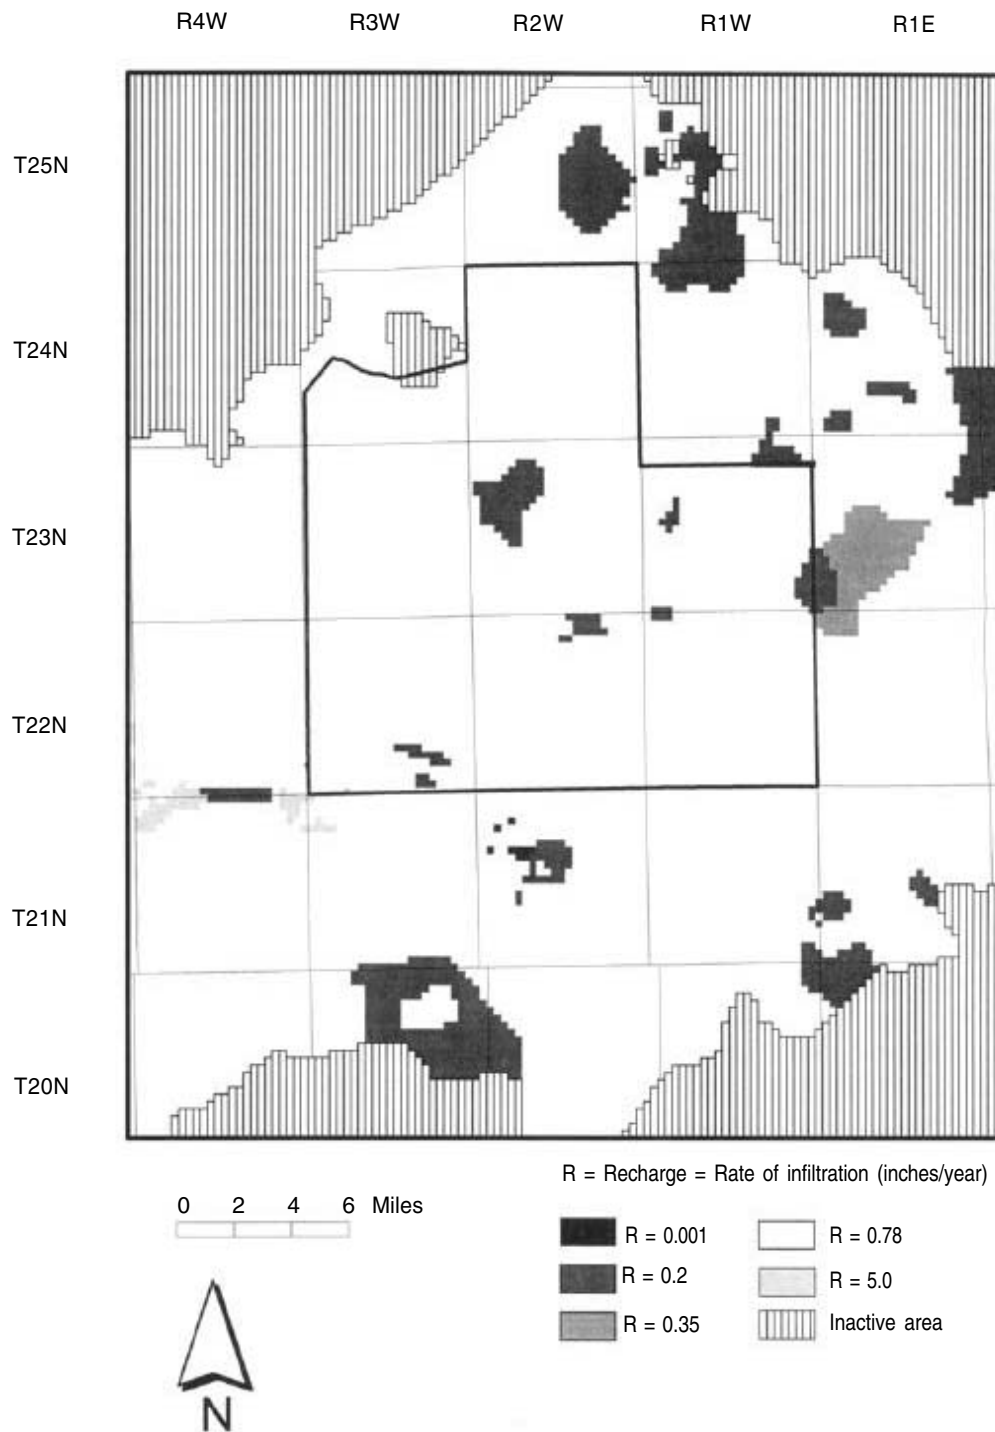 R4W R3W R2W R1W R1E
T25N
T24N
T23N
T22N
T21N
T20N
R = Recharge = Rate of infiltration (inches/year)
0 2 4 6 Miles
R = 0.001
R = 0.78
R = 0.2
R = 5.0
R = 0.35
Inactive area
N